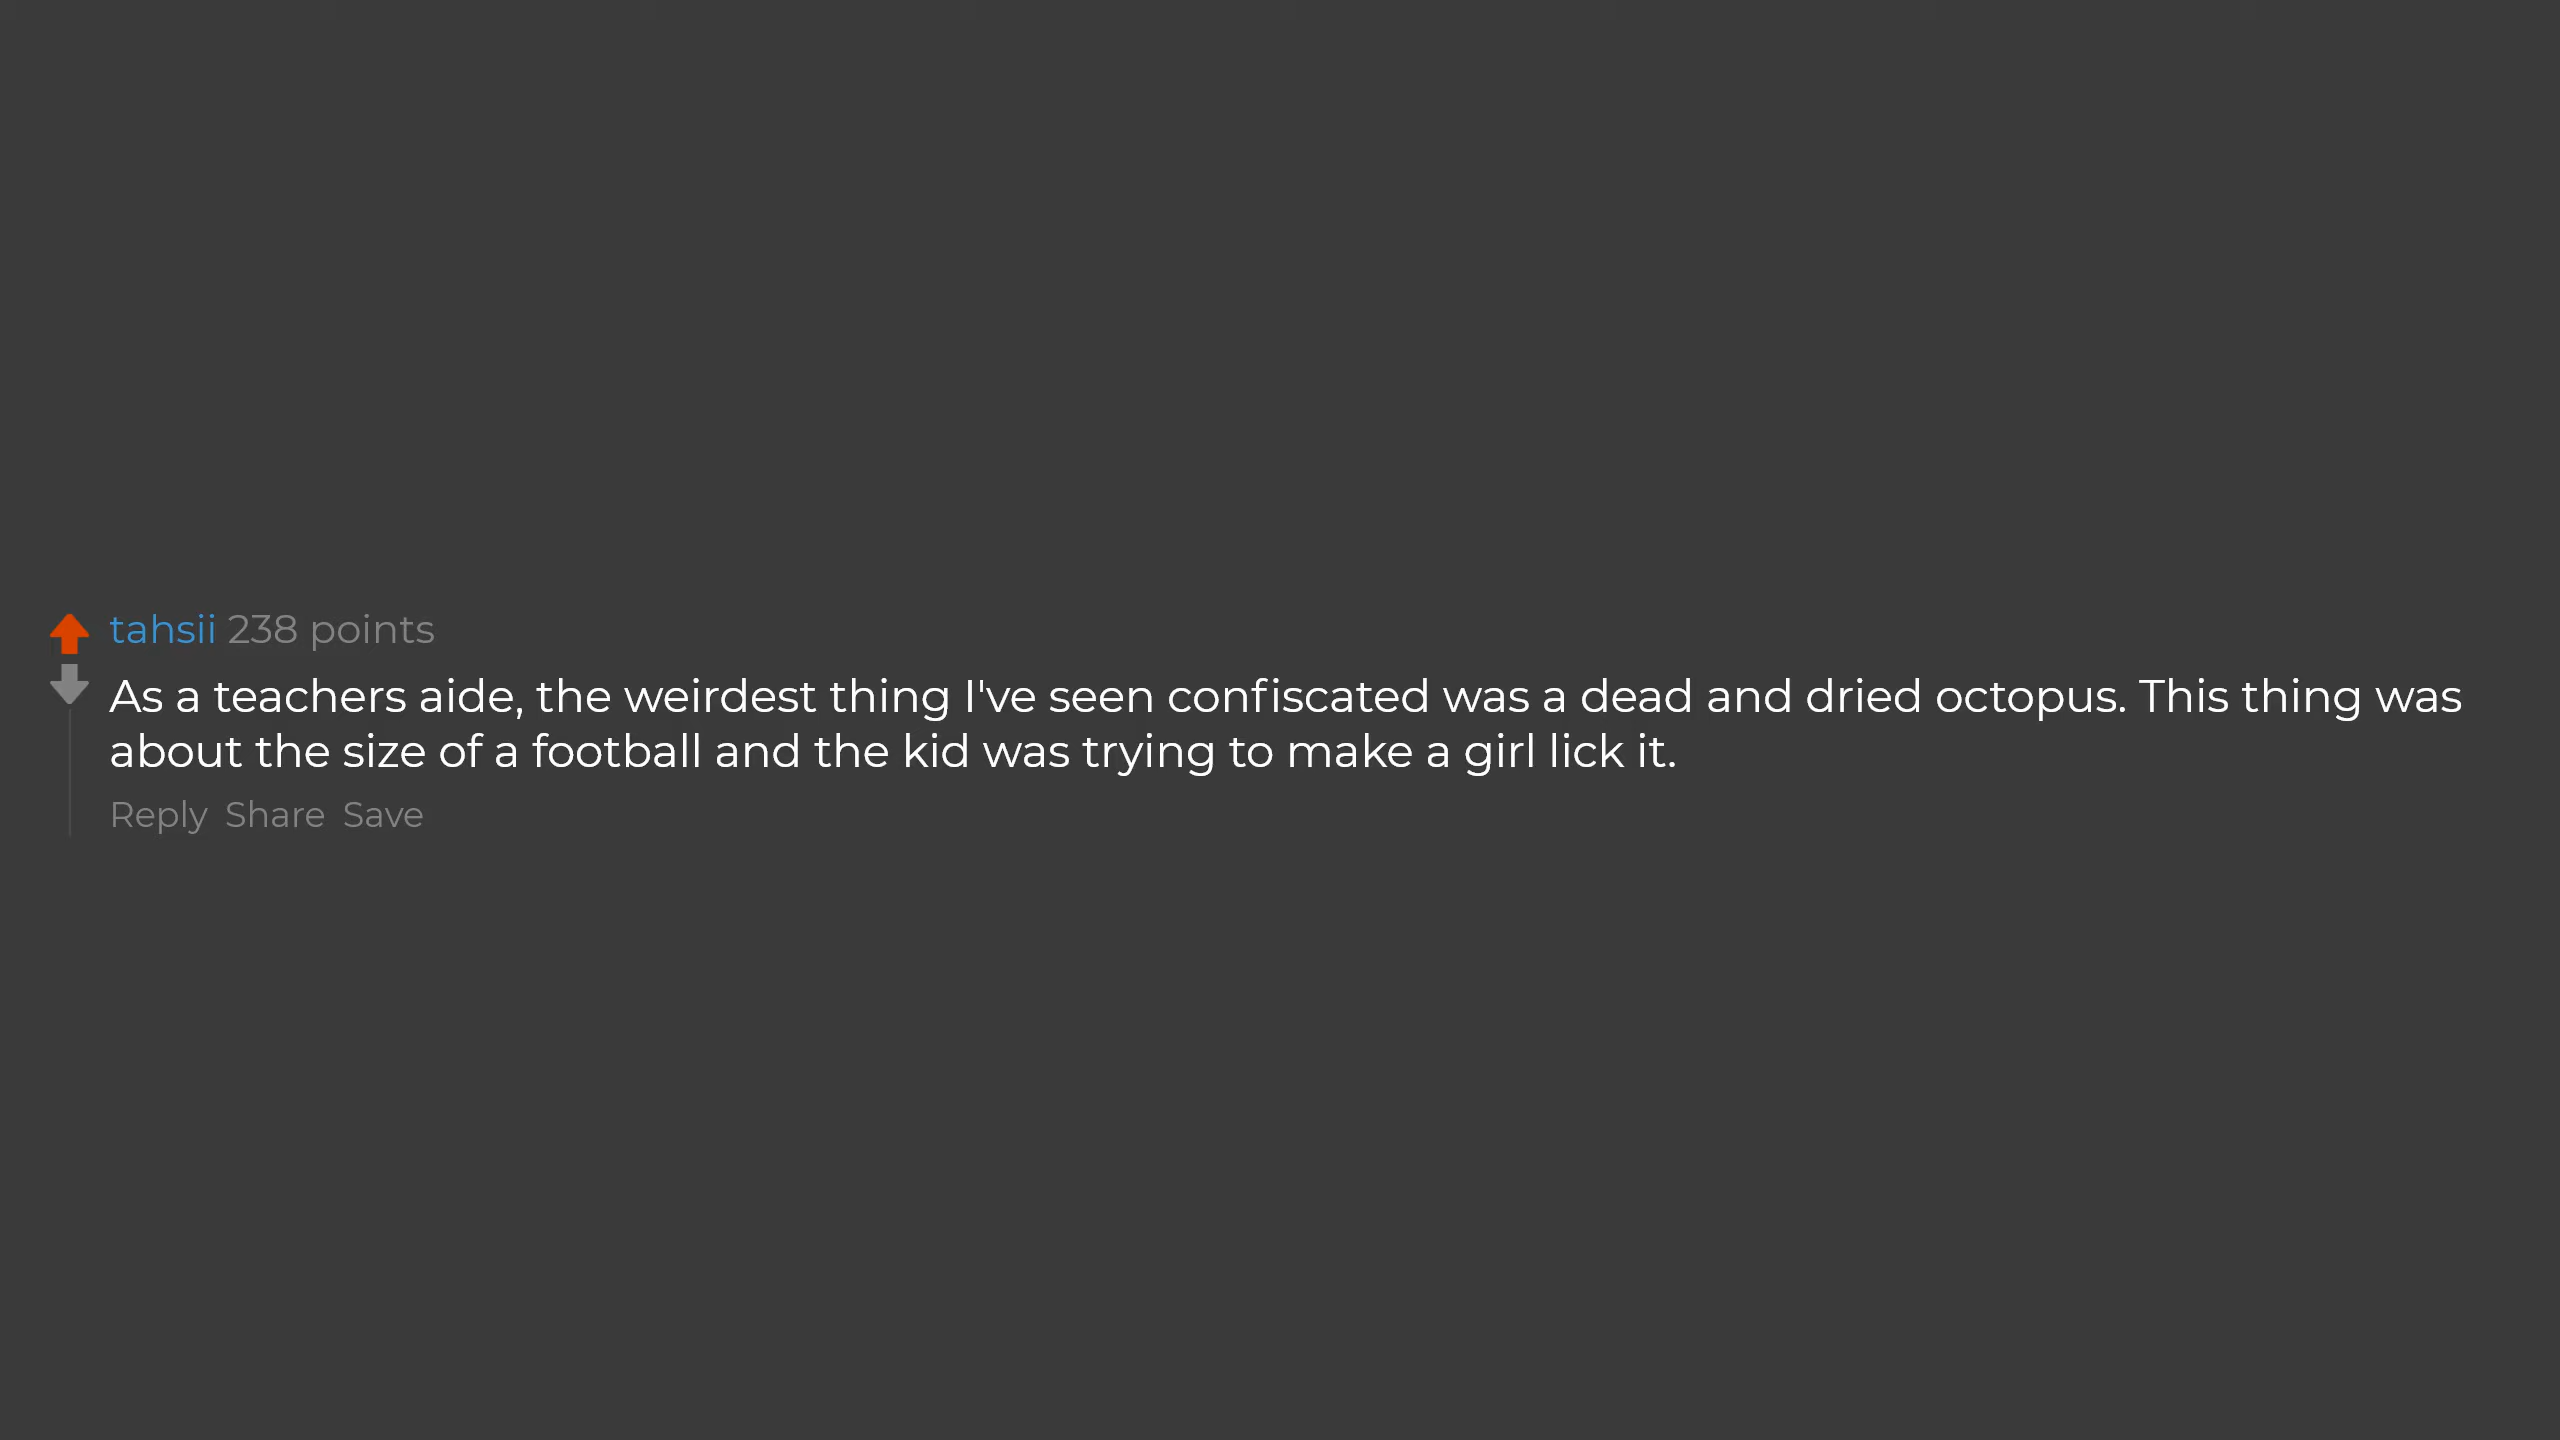 tahsii 238 points
As a teachers aide, the weirdest thing I've seen confiscated was a dead and dried octopus. This thing was
about the size of a football and the kid was trying to make a girl lick it.
Reply Share Save